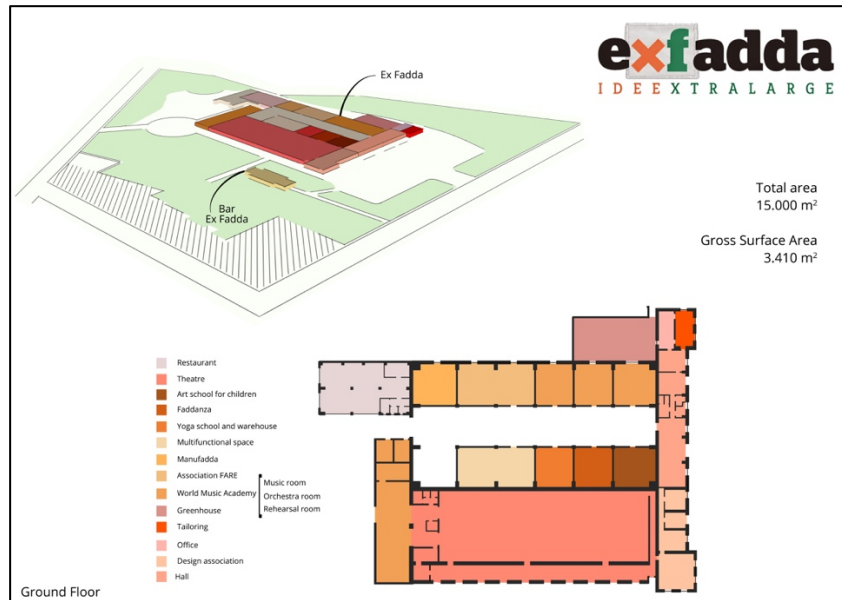 exfadda
IDEEXTRALARGE
Ex Fadda
Bar
Ex Fadda
Total area
15.000 m²
Gross Surface Area
3.410 m²
Restaurant
Theatre
Art school for children
Faddanza
Yoga school and warehouse
Multifunctional space
Manufadda
Association FARE
World Music Academy
Music room
Orchestra room
Rehearsal room
Greenhouse
Tailoring
Office
Design association
Hall
Ground Floor